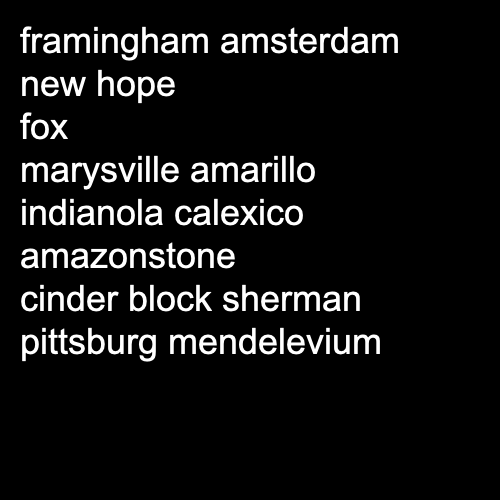 framingham amsterdam
new hope
fox
marysville amarillo
indianola calexico
amazonstone
cinder block sherman
pittsburg mendelevium